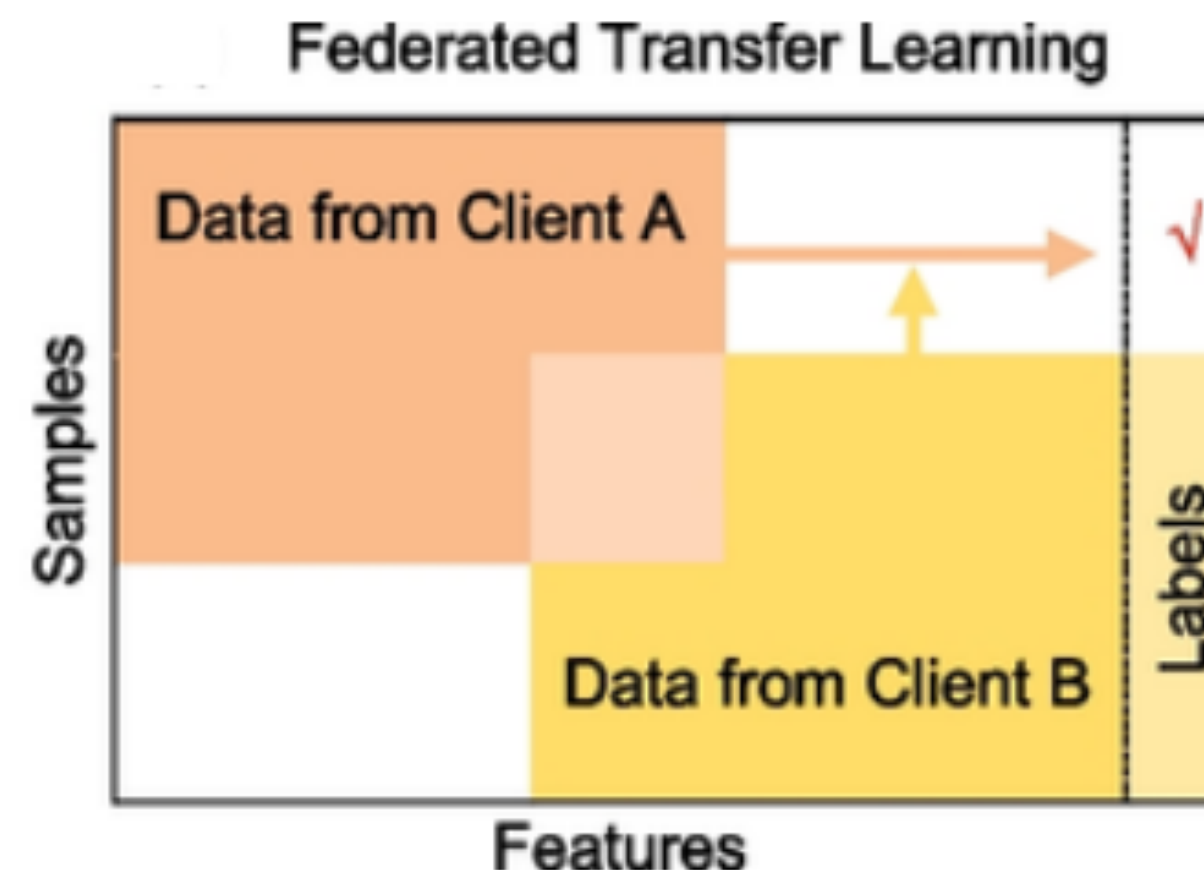 Federated Transfer Learning
Data from Client A
√
Samples
Labels
Data from Client B
Features